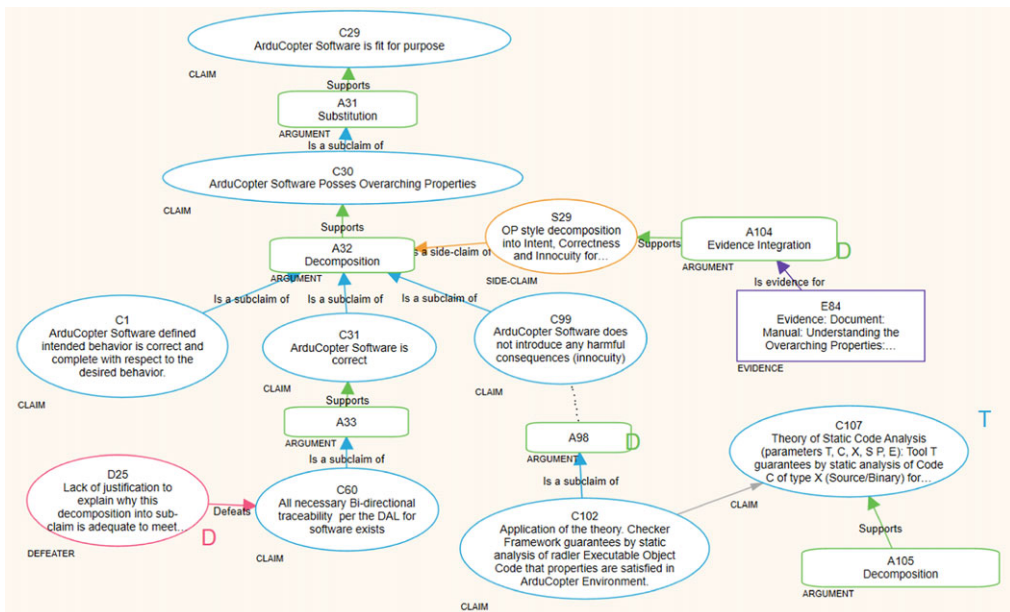 C29
ArduCopter Software is fit for purpose
CLAIM
Supports
A31
Substitution
ARGUMENT
Is a subclaim of
C30
ArduCopter Software Posses Overarching Properties
CLAIM
Supports
A32
Decomposition
ARGUMENT
Is a side-claim of
S29
OP style decomposition
into Intent, Correctness
and Innocuity for...
SIDE-CLAIM
Supports
A104
Evidence Integration
ARGUMENT
D
Is evidence for
E84
Evidence: Document:
Manual: Understanding the
Overarching Properties:...
EVIDENCE
Is a subclaim of
Is a subclaim of
Is a subclaim of
C1
ArduCopter Software defined
intended behavior is correct and
complete with respect to the
desired behavior.
CLAIM
C31
ArduCopter Software is
correct
CLAIM
C99
ArduCopter Software does
not introduce any harmful
consequences (innocuity)
CLAIM
Supports
A33
ARGUMENT
Is a subclaim of
A98
ARGUMENT
D
Is a subclaim of
C107
Theory of Static Code Analysis
(parameters T, C, X, S P, E): Tool T
guarantees by static analysis of Code
C of type X (Source/Binary) for...
CLAIM
T
D25
Lack of justification to
explain why this
decomposition into sub-
claim is adequate to meet...
DEFEATER
D
Defeats
C60
All necessary Bi-directional
traceability per the DAL for
software exists
CLAIM
C102
Application of the theory. Checker
Framework guarantees by static
analysis of radler Executable Object
Code that properties are satisfied in
ArduCopter Environment.
CLAIM
Supports
A105
Decomposition
ARGUMENT